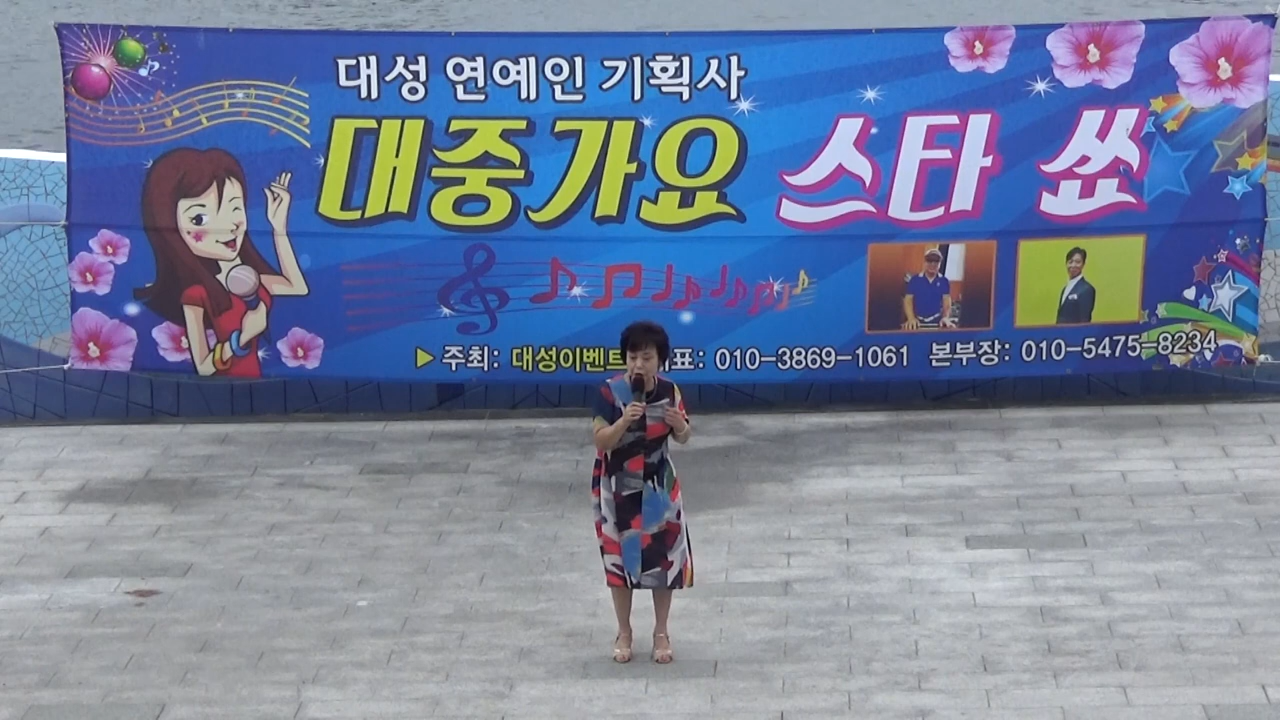 대성 연예인 기획사
대중가요 스타 쑈
▶주최: 대성이벤트 표: 010-3869-1061 본부장: 010-5475-8234